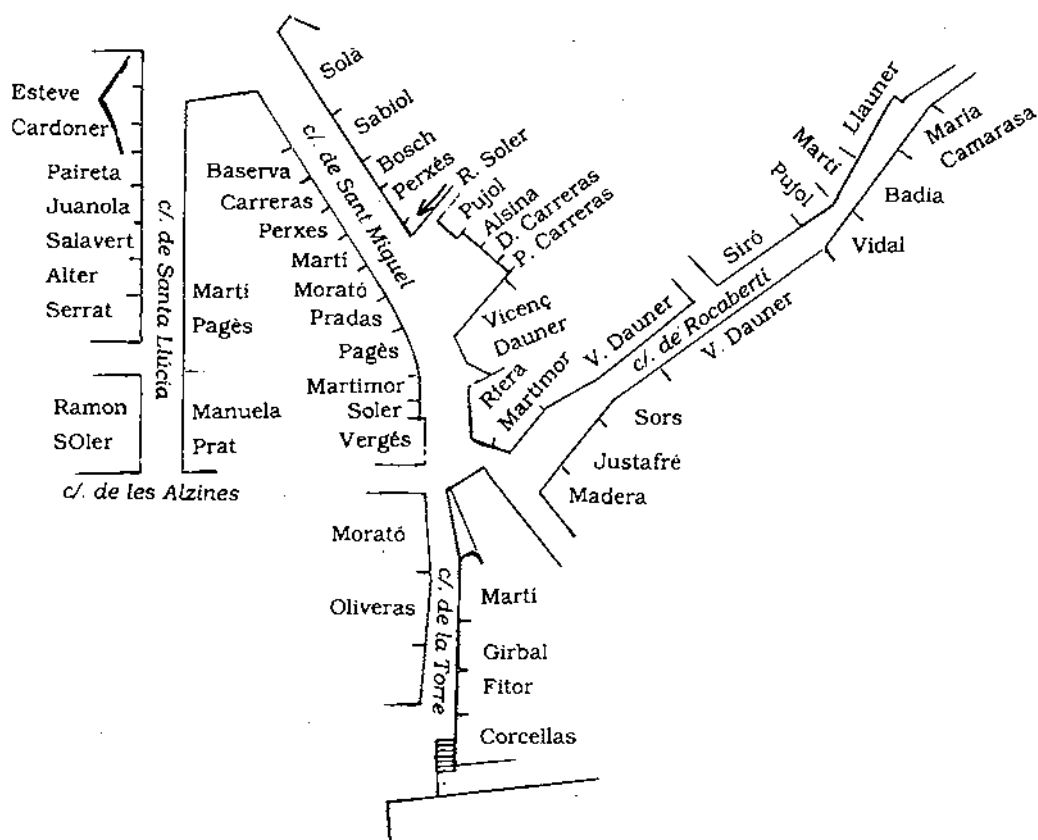 Esteve
Cardoner
Paireta
Juanola
Salavert
Alter
Serrat
Ramon
SOler
c/. de Santa Llúcia
Martí
Pagès
Manuela
Prat
c/. de les Alzines
Baserva
Carreras
Perxes
Martí
Morató
Pradas
Pagès
Martimor
Soler
Vergés
c/. de Sant Miquel
Solà
Sabiol
Bosch
Perxés
R. Soler
Pujol
Alsina
D. Carreras
P. Carreras
Vicenç
Dauner
Riera
Martimor
V. Dauner
c/. de Rocabertí
Siró
Pujol
Martí
Llauner
María
Camarasa
Badia
Vidal
V. Dauner
Sors
Justafré
Madera
Morató
Oliveras
c/. de la Torre
Martí
Girbal
Fitor
Corcellas